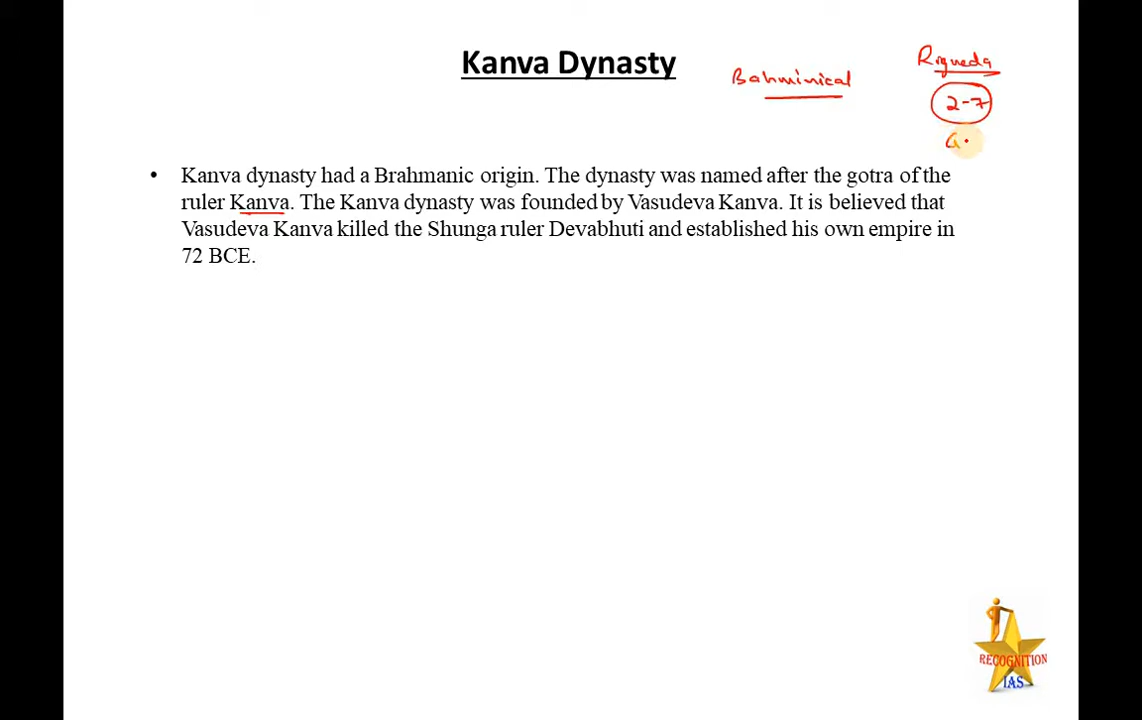 Kanva Dynasty
Bahminical
Rigveda
2-7
• Kanva dynasty had a Brahmanic origin. The dynasty was named after the gotra of the
ruler Kanva. The Kanva dynasty was founded by Vasudeva Kanva. It is believed that
Vasudeva Kanva killed the Shunga ruler Devabhuti and established his own empire in
72 BCE.
RECOGNITION
IAS